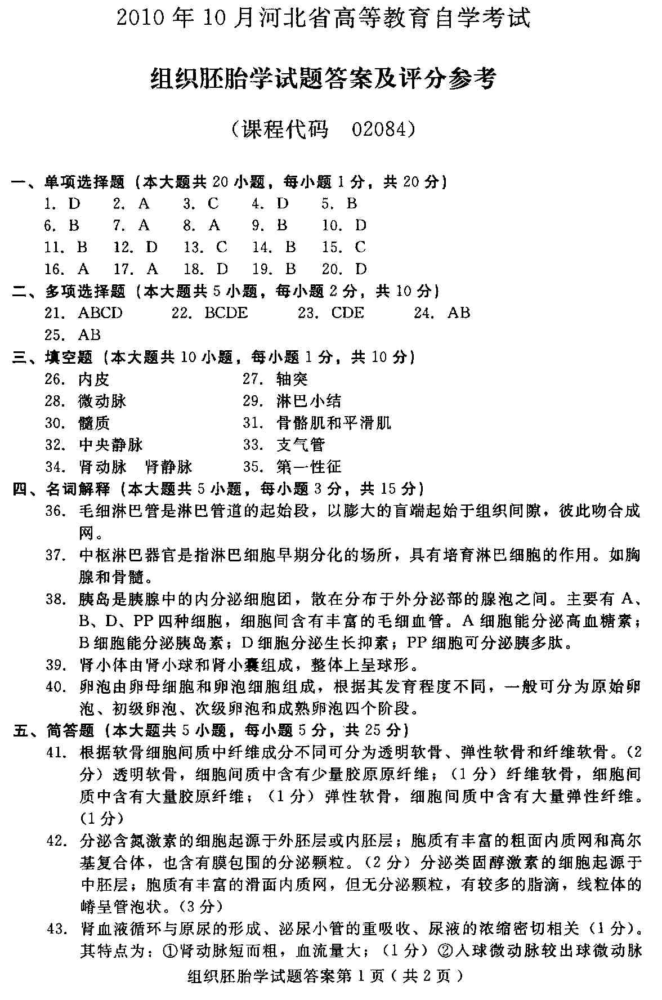 2010 年 10 月河北省高等教育自学考试
组织胚胎学试题答案及评分参考
（课程代码　02084）
一、单项选择题（本大题共 20 小题，每小题 1 分，共 20 分）
1. D　2. A　3. C　4. D　5. B
6. B　7. A　8. A　9. B　10. D
11. B　12. D　13. C　14. B　15. C
16. A　17. A　18. D　19. B　20. D
二、多项选择题（本大题共 5 小题，每小题 2 分，共 10 分）
21. ABCD　22. BCDE　23. CDE　24. AB
25. AB
三、填空题（本大题共 10 小题，每小题 1 分，共 10 分）
26. 内皮　27. 轴突
28. 微动脉　29. 淋巴小结
30. 髓质　31. 骨骼肌和平滑肌
32. 中央静脉　33. 支气管
34. 肾动脉　肾静脉　35. 第一性征
四、名词解释（本大题共 5 小题，每小题 3 分，共 15 分）
36. 毛细淋巴管是淋巴管道的起始段，以膨大的盲端起始于组织间隙，彼此吻合成
网。
37. 中枢淋巴器官是指淋巴细胞早期分化的场所，具有培育淋巴细胞的作用。如胸
腺和骨髓。
38. 胰岛是胰腺中的内分泌细胞团，散在分布于外分泌部的腺泡之间。主要有 A、
B、D、PP 四种细胞，细胞间含有丰富的毛细血管。A 细胞能分泌高血糖素；
B 细胞能分泌胰岛素；D 细胞分泌生长抑素；PP 细胞可分泌胰多肽。
39. 肾小体由肾小球和肾小囊组成，整体上呈球形。
40. 卵泡由卵母细胞和卵泡细胞组成，根据其发育程度不同，一般可分为原始卵
泡、初级卵泡、次级卵泡和成熟卵泡四个阶段。
五、简答题（本大题共 5 小题，每小题 5 分，共 25 分）
41. 根据软骨细胞间质中纤维成分不同可分为透明软骨、弹性软骨和纤维软骨。（2
分）透明软骨，细胞间质中含有少量胶原原纤维；（1 分）纤维软骨，细胞间
质中含有大量胶原纤维；（1 分）弹性软骨，细胞间质中含有大量弹性纤维。
（1 分）
42. 分泌含氮激素的细胞起源于外胚层或内胚层；胞质有丰富的粗面内质网和高尔
基复合体，也含有膜包围的分泌颗粒。（2 分）分泌类固醇激素的细胞起源于
中胚层；胞质有丰富的滑面内质网，但无分泌颗粒，有较多的脂滴，线粒体的
嵴呈管泡状。（3 分）
43. 肾血液循环与原尿的形成、泌尿小管的重吸收、尿液的浓缩密切相关（1 分）。
其特点为：①肾动脉短而粗，血流量大；（1 分）②入球微动脉较出球微动脉
组织胚胎学试题答案第 1 页（共 2 页）